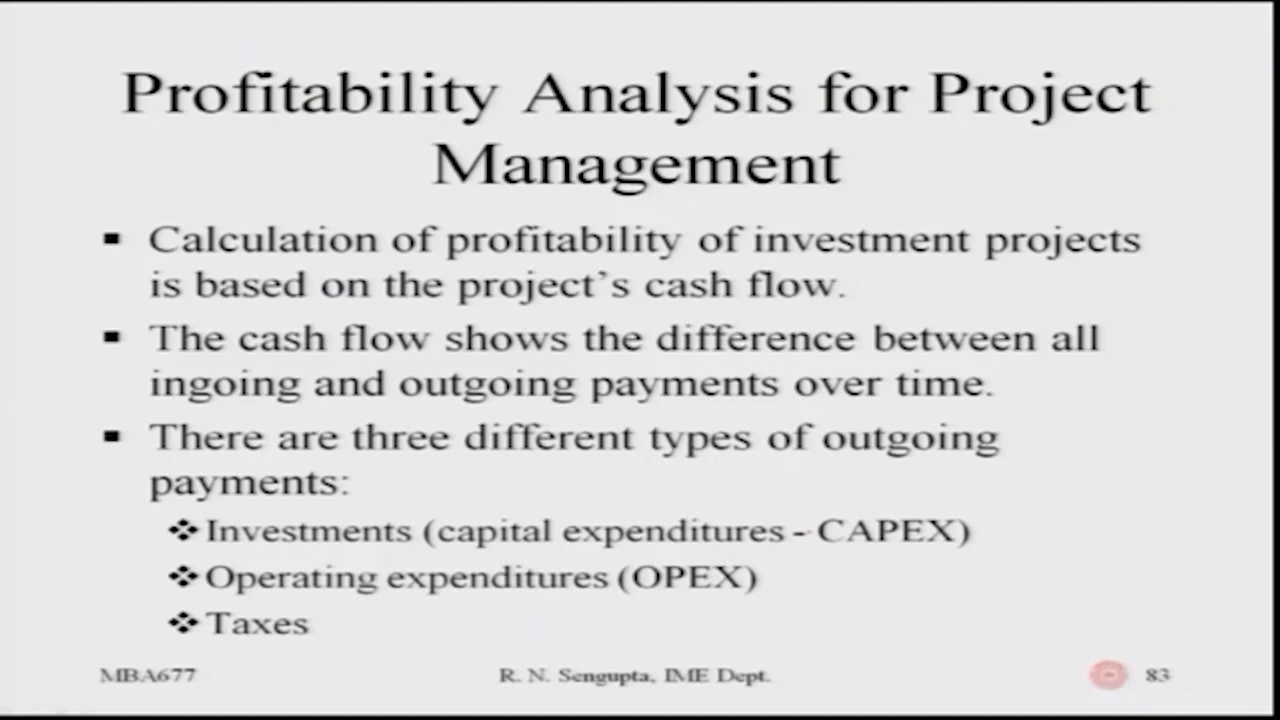 Profitability Analysis for Project
Management
▪ Calculation of profitability of investment projects
is based on the project's cash flow.
▪ The cash flow shows the difference between all
ingoing and outgoing payments over time.
▪ There are three different types of outgoing
payments:
❖ Investments (capital expenditures - CAPEX)
❖ Operating expenditures (OPEX)
❖ Taxes
MBA677 R. N. Sengupta, IME Dept. 83